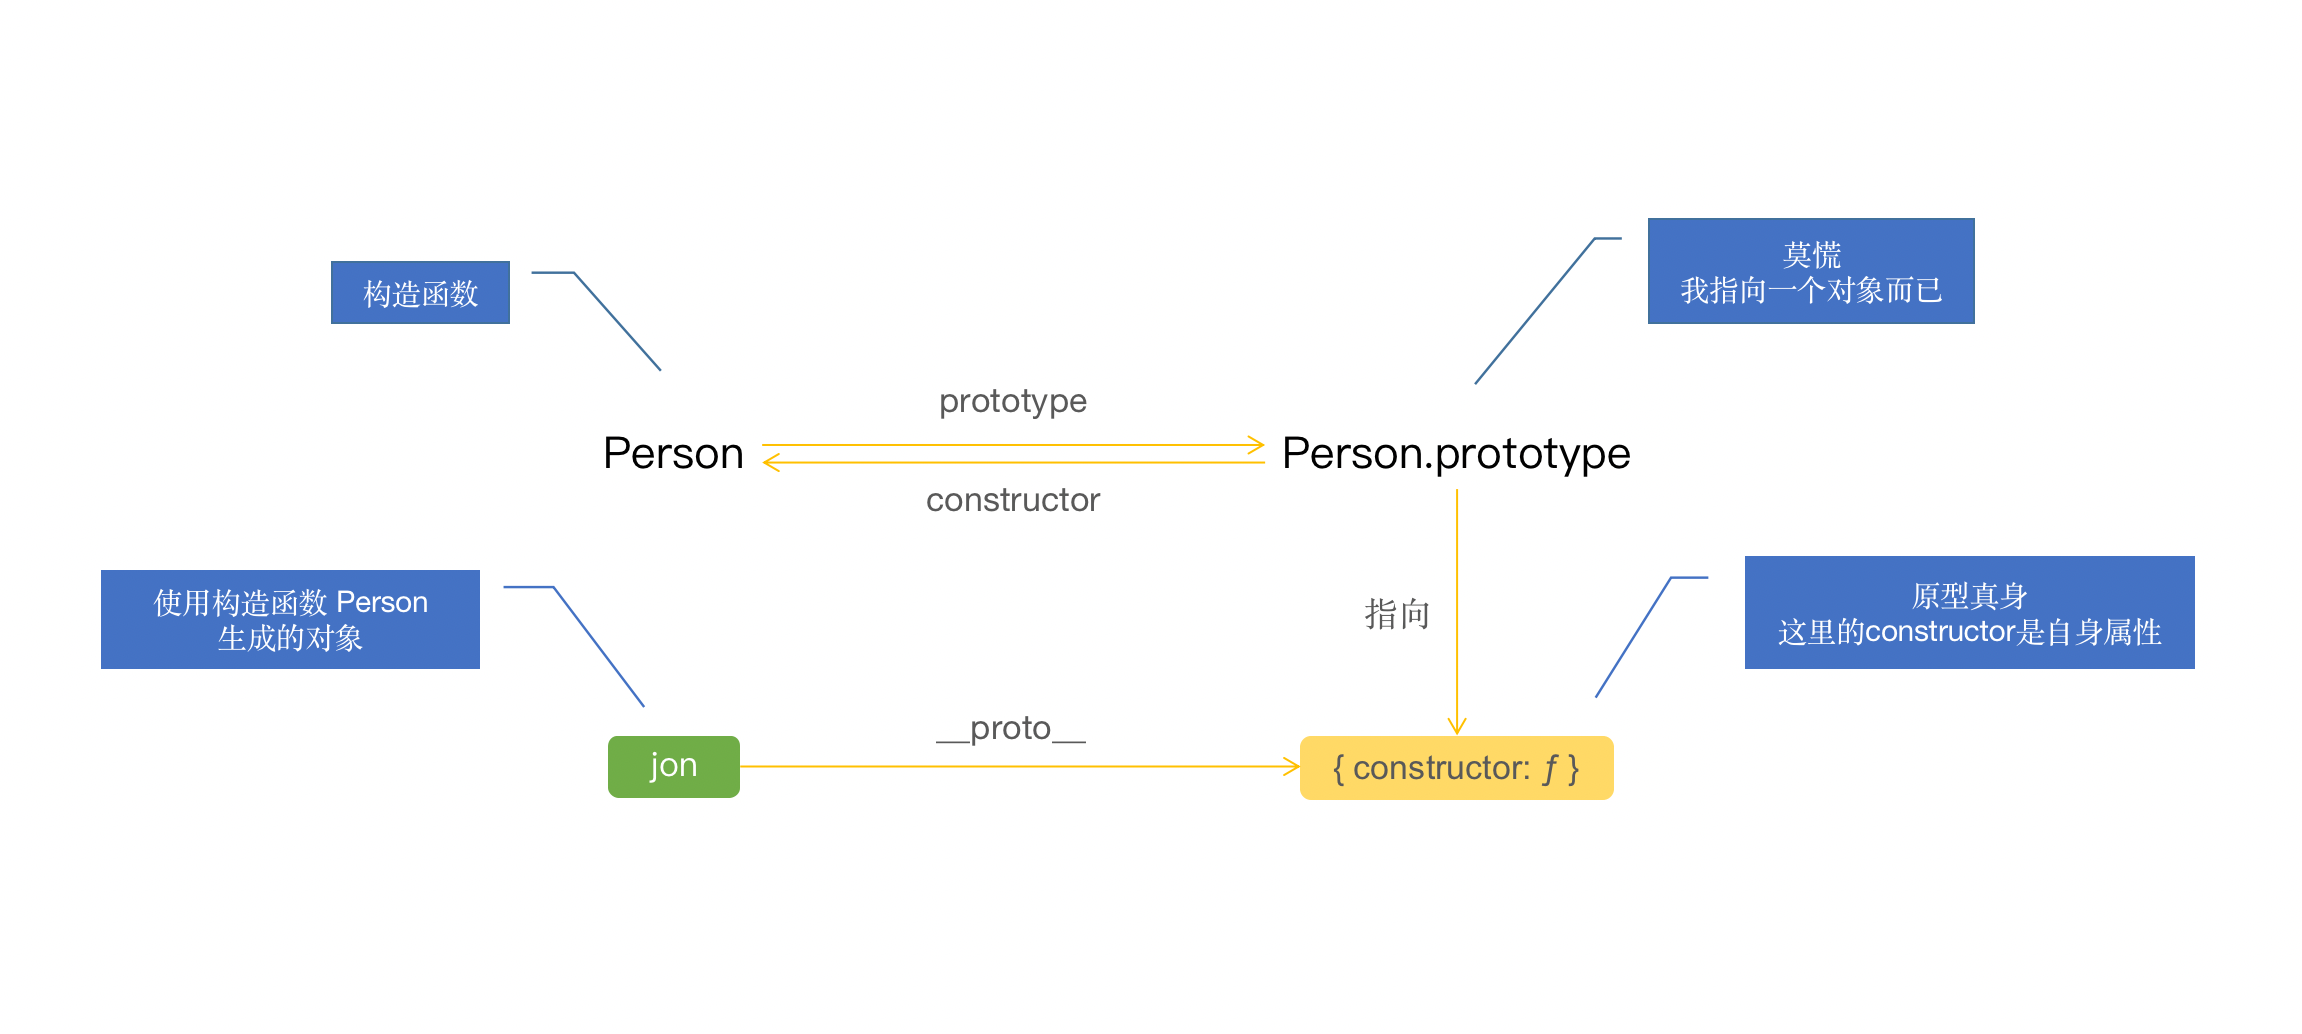 莫慌
我指向一个对象而已
构造函数
prototype
Person
Person.prototype
constructor
使用构造函数 Person
生成的对象
指向
原型真身
这里的constructor是自身属性
__proto__
jon
{ constructor: ƒ }